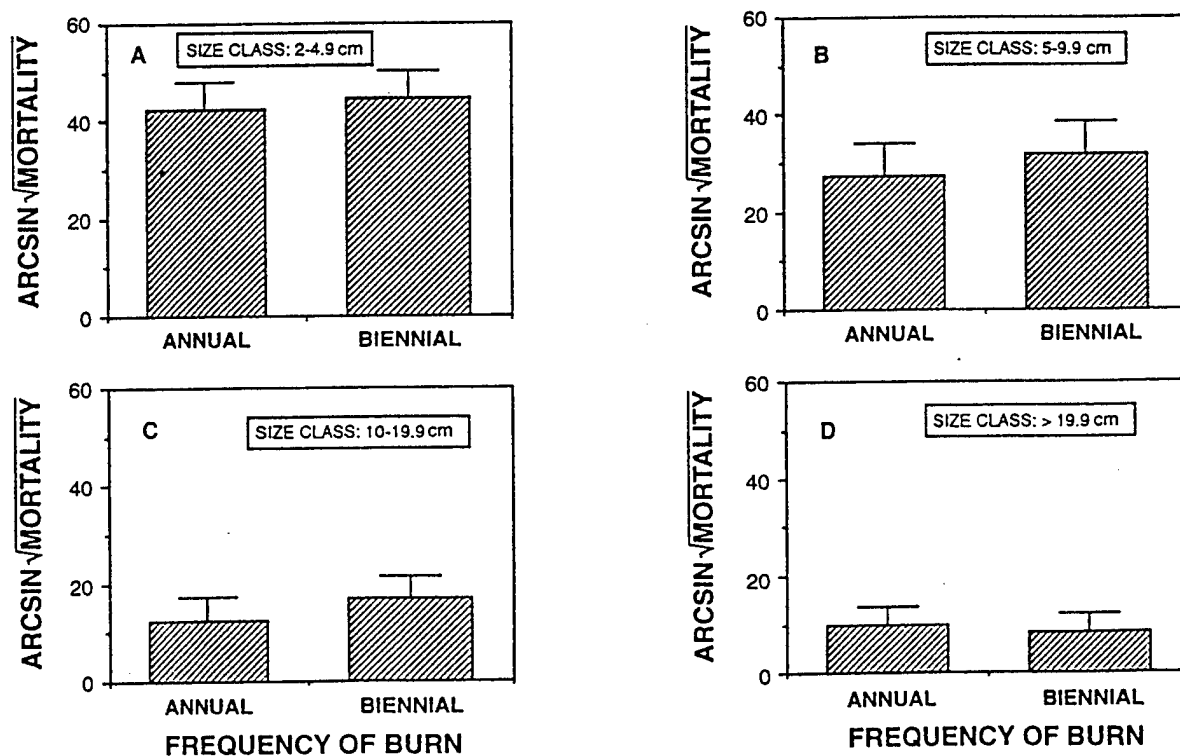 60
40
20
0
ARCSIN √MORTALITY
A
SIZE CLASS: 2-4.9 cm
ANNUAL BIENNIAL
60
40
20
0
ARCSIN √MORTALITY
B
SIZE CLASS: 5-9.9 cm
ANNUAL BIENNIAL
60
40
20
0
ARCSIN √MORTALITY
C
SIZE CLASS: 10-19.9 cm
ANNUAL BIENNIAL
FREQUENCY OF BURN
60
40
20
0
ARCSIN √MORTALITY
D
SIZE CLASS: > 19.9 cm
ANNUAL BIENNIAL
FREQUENCY OF BURN